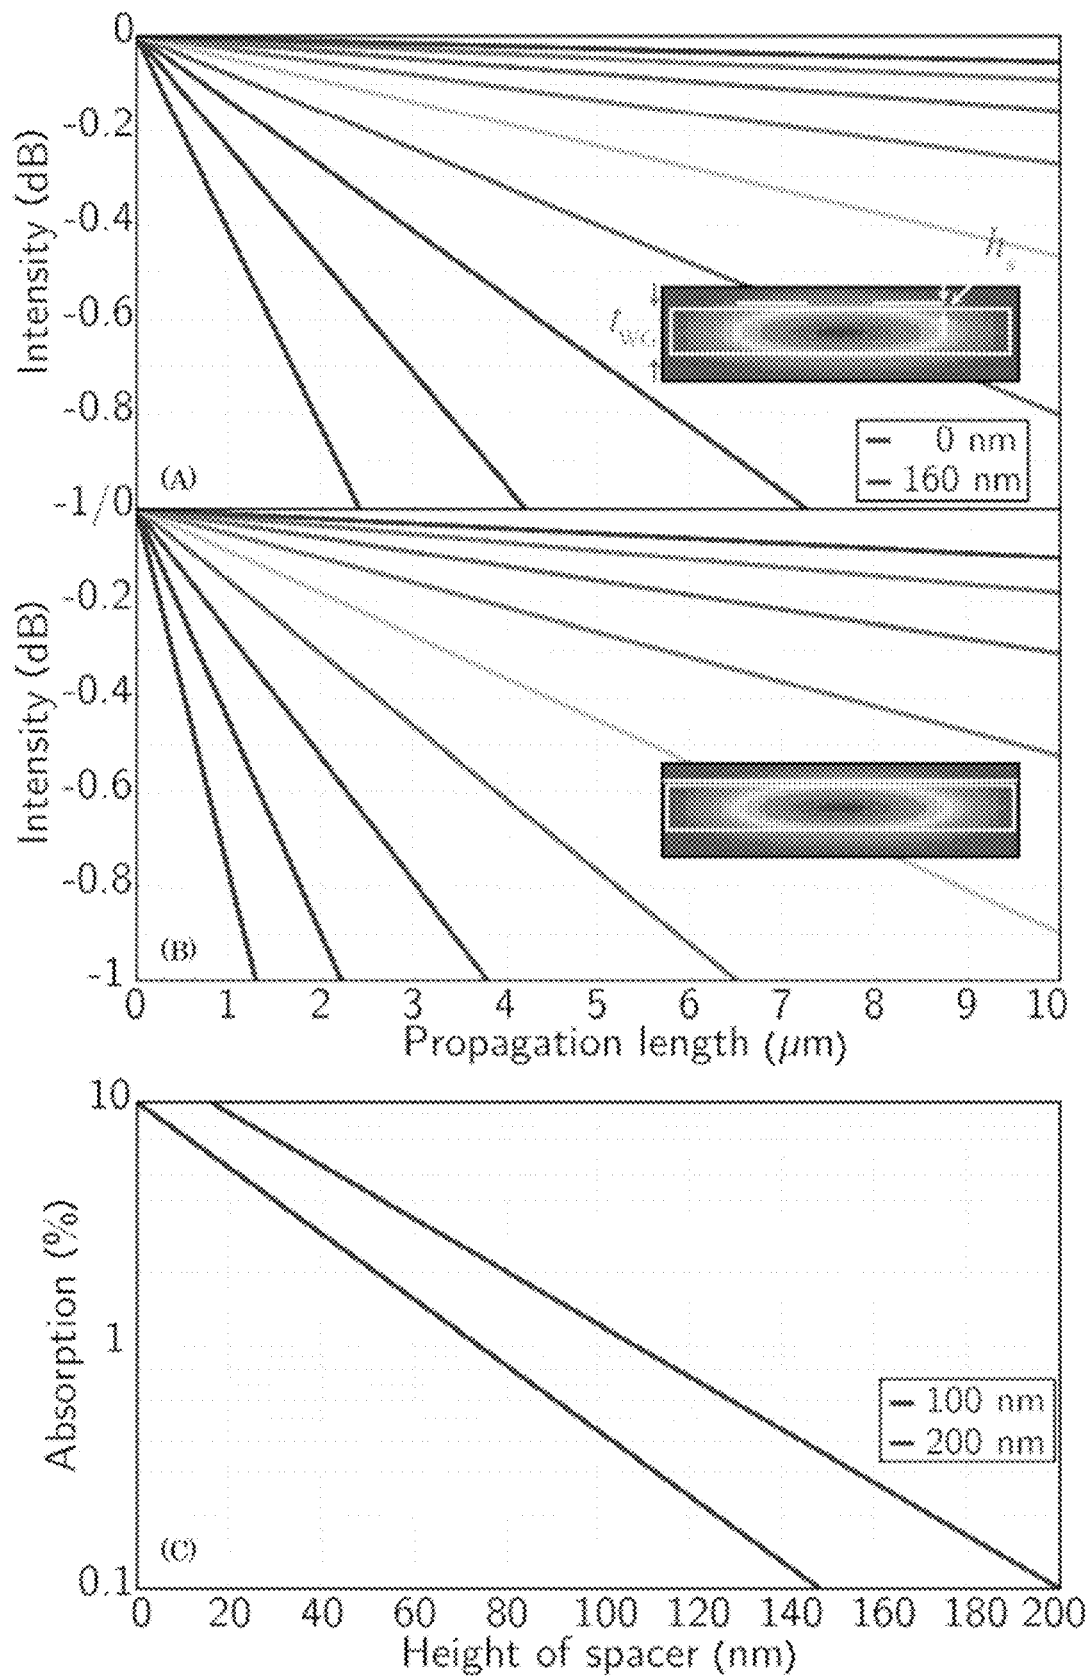 0
-0.2
-0.4
-0.6
-0.8
-1/0
Intensity (dB)
h_s
t_WG
0 nm
160 nm
(A)
-0.2
-0.4
-0.6
-0.8
-1
Intensity (dB)
(B)
0 1 2 3 4 5 6 7 8 9 10
Propagation length (μm)
10
1
0.1
Absorption (%)
100 nm
200 nm
(C)
0 20 40 60 80 100 120 140 160 180 200
Height of spacer (nm)